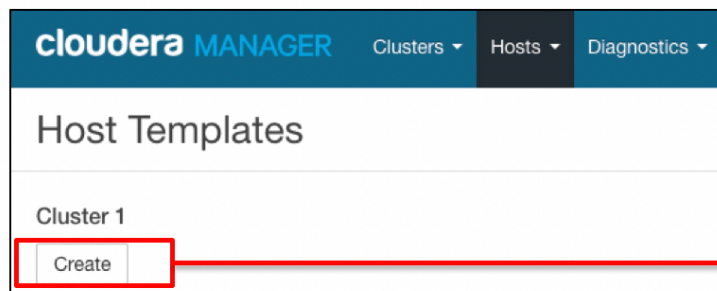 cloudera MANAGER Clusters Hosts Diagnostics
Host Templates
Cluster 1
Create